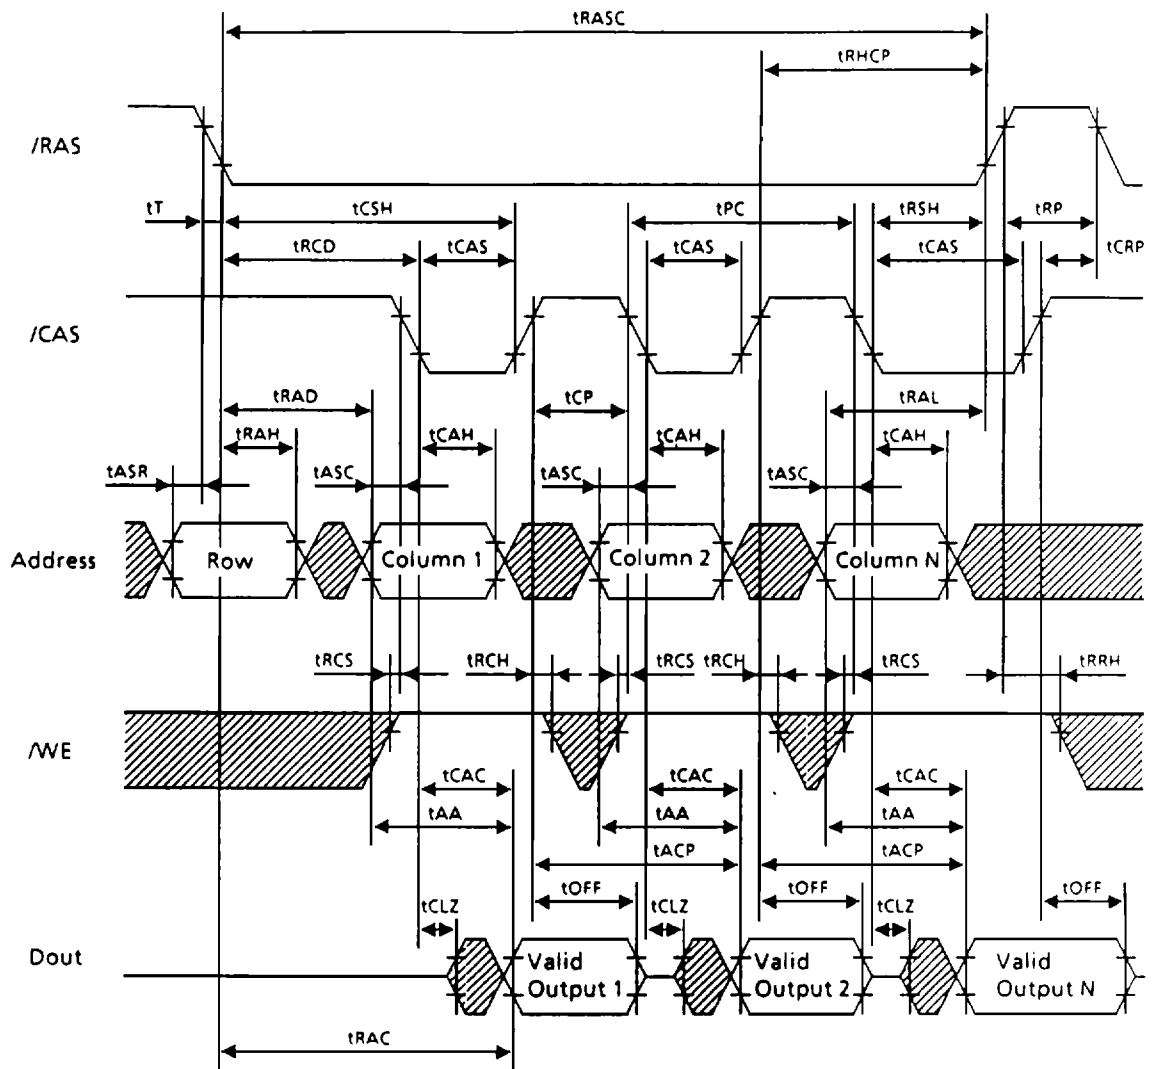 tRASC
tRHCP
/RAS
tT tCSH tPC tRSH tRP
tRCD tCAS tCAS tCAS tCRP
/CAS
tRAD tCP tRAL
tRAH tCAH tCAH tCAH
tASR tASC tASC tASC
Address Row Column 1 Column 2 Column N
tRCS tRCH tRCS tRCH tRCS tRRH
/WE
tCAC tCAC tCAC
tAA tAA tAA
tACP tACP
tOFF tOFF tOFF
tCLZ tCLZ tCLZ
Dout
Valid Valid Valid
Output 1 Output 2 Output N
tRAC